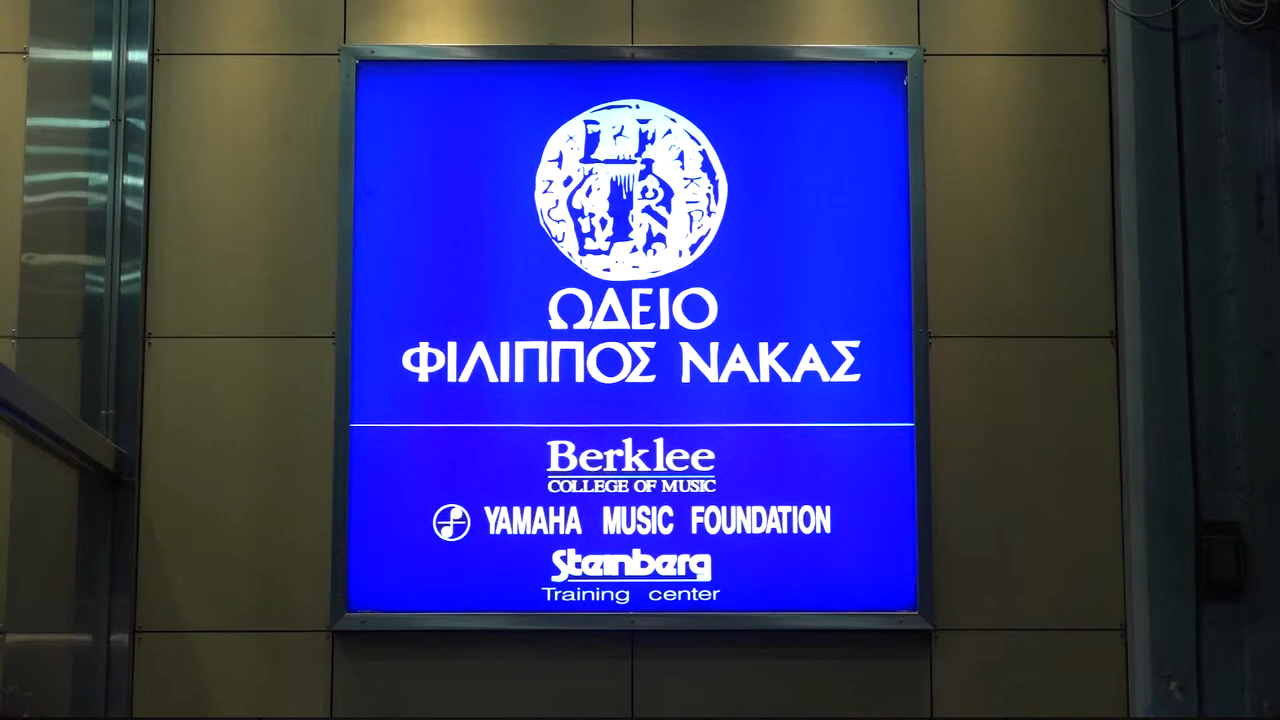 ΩΔΕΙΟ
ΦΙΛΙΠΠΟΣ ΝΑΚΑΣ
Berklee
COLLEGE OF MUSIC
YAMAHA MUSIC FOUNDATION
Steinberg
Training center